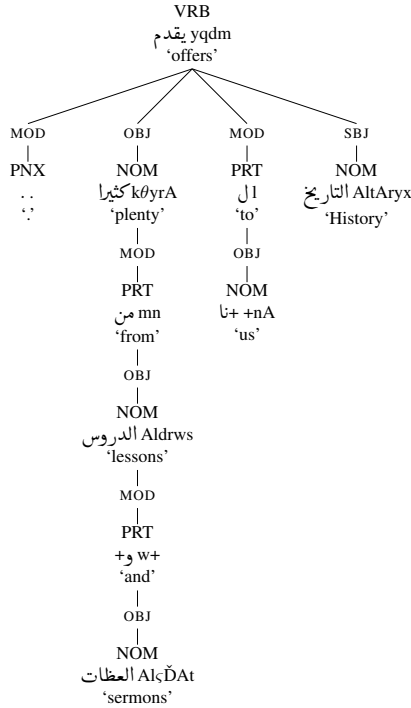 VRB
يقدم yqdm
‘offers’
MOD OBJ MOD SBJ
PNX NOM PRT NOM
. . كثيرا kθyrA ل l التاريخ AltAryx
‘.’ ‘plenty’ ‘to’ ‘History’
MOD OBJ
PRT NOM
من mn +نا +nA
‘from’ ‘us’
OBJ
NOM
الدروس Aldrws
‘lessons’
MOD
PRT
و+ w+
‘and’
OBJ
NOM
العظات AlςĎAt
‘sermons’